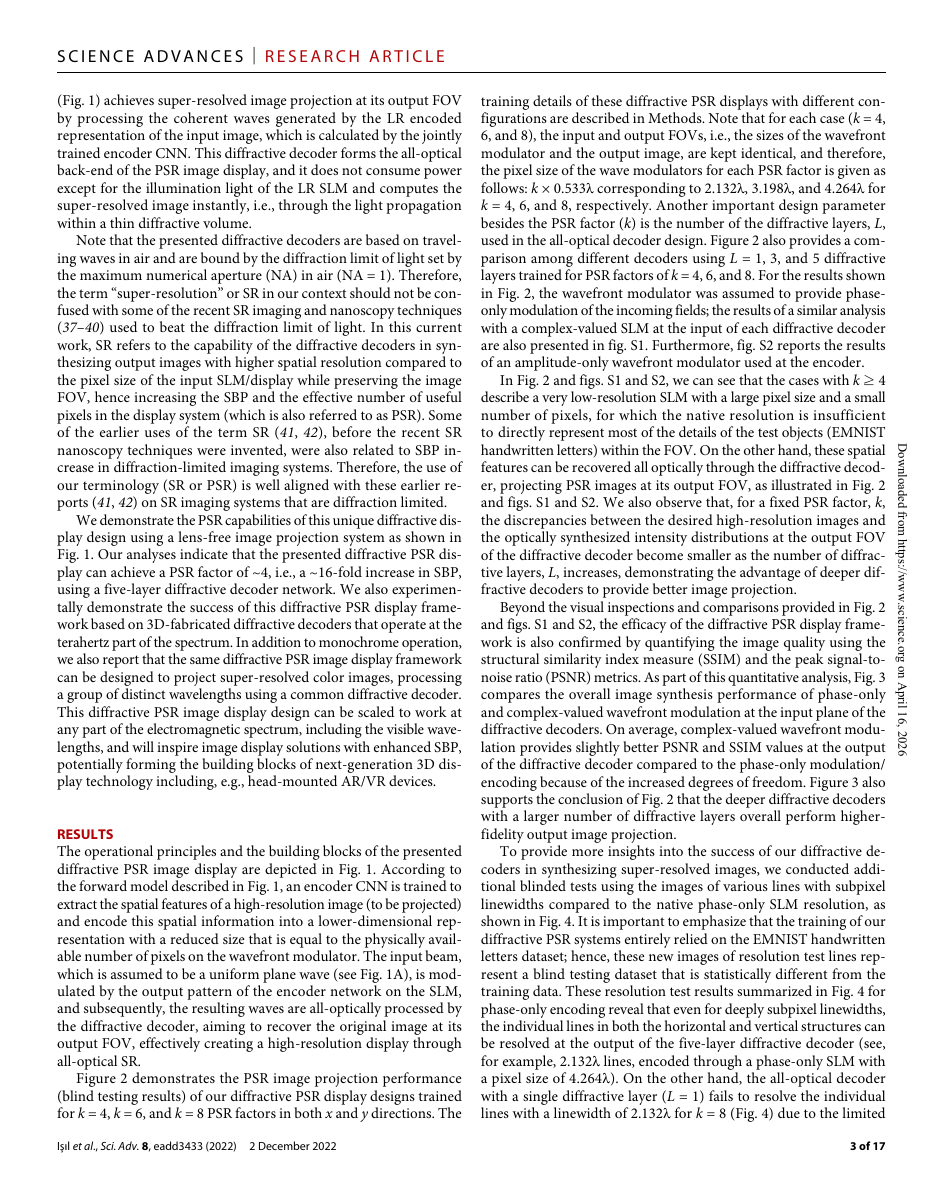 SCIENCE ADVANCES | RESEARCH ARTICLE
(Fig. 1) achieves super-resolved image projection at its output FOV
by processing the coherent waves generated by the LR encoded
representation of the input image, which is calculated by the jointly
trained encoder CNN. This diffractive decoder forms the all-optical
back-end of the PSR image display, and it does not consume power
except for the illumination light of the LR SLM and computes the
super-resolved image instantly, i.e., through the light propagation
within a thin diffractive volume.
Note that the presented diffractive decoders are based on travel-
ing waves in air and are bound by the diffraction limit of light set by
the maximum numerical aperture (NA) in air (NA = 1). Therefore,
the term “super-resolution” or SR in our context should not be con-
fused with some of the recent SR imaging and nanoscopy techniques
(37–40) used to beat the diffraction limit of light. In this current
work, SR refers to the capability of the diffractive decoders in syn-
thesizing output images with higher spatial resolution compared to
the pixel size of the input SLM/display while preserving the image
FOV, hence increasing the SBP and the effective number of useful
pixels in the display system (which is also referred to as PSR). Some
of the earlier uses of the term SR (41, 42), before the recent SR
nanoscopy techniques were invented, were also related to SBP in-
crease in diffraction-limited imaging systems. Therefore, the use of
our terminology (SR or PSR) is well aligned with these earlier re-
ports (41, 42) on SR imaging systems that are diffraction limited.
We demonstrate the PSR capabilities of this unique diffractive dis-
play design using a lens-free image projection system as shown in
Fig. 1. Our analyses indicate that the presented diffractive PSR dis-
play can achieve a PSR factor of ~4, i.e., a ~16-fold increase in SBP,
using a five-layer diffractive decoder network. We also experimen-
tally demonstrate the success of this diffractive PSR display frame-
work based on 3D-fabricated diffractive decoders that operate at the
terahertz part of the spectrum. In addition to monochrome operation,
we also report that the same diffractive PSR image display framework
can be designed to project super-resolved color images, processing
a group of distinct wavelengths using a common diffractive decoder.
This diffractive PSR image display design can be scaled to work at
any part of the electromagnetic spectrum, including the visible wave-
lengths, and will inspire image display solutions with enhanced SBP,
potentially forming the building blocks of next-generation 3D dis-
play technology including, e.g., head-mounted AR/VR devices.
RESULTS
The operational principles and the building blocks of the presented
diffractive PSR image display are depicted in Fig. 1. According to
the forward model described in Fig. 1, an encoder CNN is trained to
extract the spatial features of a high-resolution image (to be projected)
and encode this spatial information into a lower-dimensional rep-
resentation with a reduced size that is equal to the physically avail-
able number of pixels on the wavefront modulator. The input beam,
which is assumed to be a uniform plane wave (see Fig. 1A), is mod-
ulated by the output pattern of the encoder network on the SLM,
and subsequently, the resulting waves are all-optically processed by
the diffractive decoder, aiming to recover the original image at its
output FOV, effectively creating a high-resolution display through
all-optical SR.
Figure 2 demonstrates the PSR image projection performance
(blind testing results) of our diffractive PSR display designs trained
for k = 4, k = 6, and k = 8 PSR factors in both x and y directions. The
training details of these diffractive PSR displays with different con-
figurations are described in Methods. Note that for each case (k = 4,
6, and 8), the input and output FOVs, i.e., the sizes of the wavefront
modulator and the output image, are kept identical, and therefore,
the pixel size of the wave modulators for each PSR factor is given as
follows: k × 0.533λ corresponding to 2.132λ, 3.198λ, and 4.264λ for
k = 4, 6, and 8, respectively. Another important design parameter
besides the PSR factor (k) is the number of the diffractive layers, L,
used in the all-optical decoder design. Figure 2 also provides a com-
parison among different decoders using L = 1, 3, and 5 diffractive
layers trained for PSR factors of k = 4, 6, and 8. For the results shown
in Fig. 2, the wavefront modulator was assumed to provide phase-
only modulation of the incoming fields; the results of a similar analysis
with a complex-valued SLM at the input of each diffractive decoder
are also presented in fig. S1. Furthermore, fig. S2 reports the results
of an amplitude-only wavefront modulator used at the encoder.
In Fig. 2 and figs. S1 and S2, we can see that the cases with k ≥ 4
describe a very low-resolution SLM with a large pixel size and a small
number of pixels, for which the native resolution is insufficient
to directly represent most of the details of the test objects (EMNIST
handwritten letters) within the FOV. On the other hand, these spatial
features can be recovered all optically through the diffractive decod-
er, projecting PSR images at its output FOV, as illustrated in Fig. 2
and figs. S1 and S2. We also observe that, for a fixed PSR factor, k,
the discrepancies between the desired high-resolution images and
the optically synthesized intensity distributions at the output FOV
of the diffractive decoder become smaller as the number of diffrac-
tive layers, L, increases, demonstrating the advantage of deeper dif-
fractive decoders to provide better image projection.
Beyond the visual inspections and comparisons provided in Fig. 2
and figs. S1 and S2, the efficacy of the diffractive PSR display frame-
work is also confirmed by quantifying the image quality using the
structural similarity index measure (SSIM) and the peak signal-to-
noise ratio (PSNR) metrics. As part of this quantitative analysis, Fig. 3
compares the overall image synthesis performance of phase-only
and complex-valued wavefront modulation at the input plane of the
diffractive decoders. On average, complex-valued wavefront modu-
lation provides slightly better PSNR and SSIM values at the output
of the diffractive decoder compared to the phase-only modulation/
encoding because of the increased degrees of freedom. Figure 3 also
supports the conclusion of Fig. 2 that the deeper diffractive decoders
with a larger number of diffractive layers overall perform higher-
fidelity output image projection.
To provide more insights into the success of our diffractive de-
coders in synthesizing super-resolved images, we conducted addi-
tional blinded tests using the images of various lines with subpixel
linewidths compared to the native phase-only SLM resolution, as
shown in Fig. 4. It is important to emphasize that the training of our
diffractive PSR systems entirely relied on the EMNIST handwritten
letters dataset; hence, these new images of resolution test lines rep-
resent a blind testing dataset that is statistically different from the
training data. These resolution test results summarized in Fig. 4 for
phase-only encoding reveal that even for deeply subpixel linewidths,
the individual lines in both the horizontal and vertical structures can
be resolved at the output of the five-layer diffractive decoder (see,
for example, 2.132λ lines, encoded through a phase-only SLM with
a pixel size of 4.264λ). On the other hand, the all-optical decoder
with a single diffractive layer (L = 1) fails to resolve the individual
lines with a linewidth of 2.132λ for k = 8 (Fig. 4) due to the limited
Downloaded from https://www.science.org on April 16, 2026
Işıl et al., Sci. Adv. 8, eadd3433 (2022) 2 December 2022
3 of 17